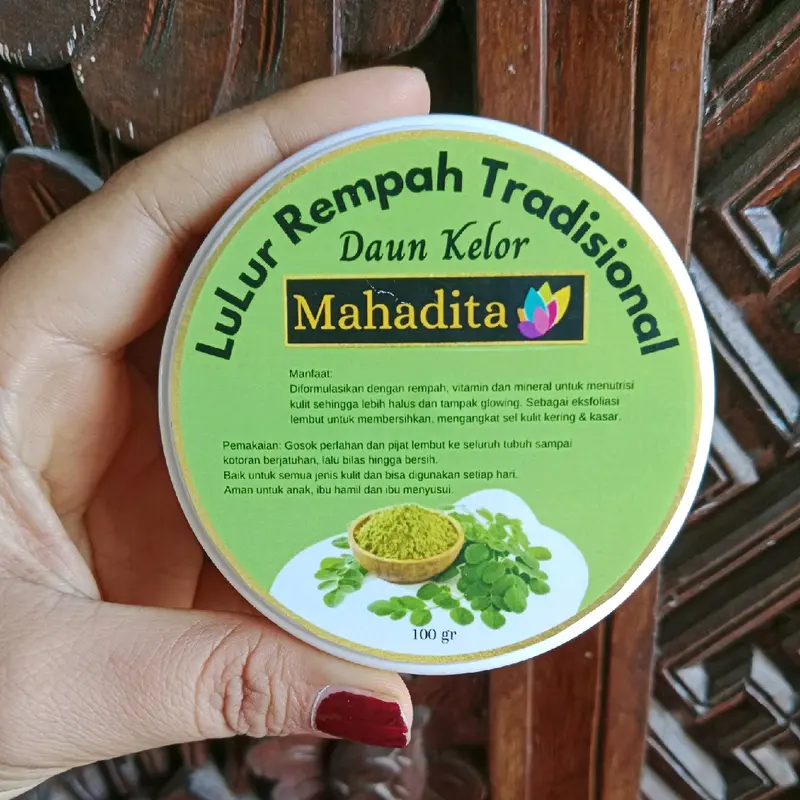 LuLur Rempah Tradisional
Daun Kelor
Mahadita
Manfaat:
Diformulasikan dengan rempah, vitamin dan mineral untuk menutrisi
kulit sehingga lebih halus dan tampak glowing. Sebagai eksfoliasi
lembut untuk membersihkan, mengangkat sel kulit kering & kasar.
Pemakaian: Gosok perlahan dan pijat lembut ke seluruh tubuh sampai
kotoran berjatuhan, lalu bilas hingga bersih.
Baik untuk semua jenis kulit dan bisa digunakan setiap hari.
Aman untuk anak, ibu hamil dan ibu menyusui.
100 gr